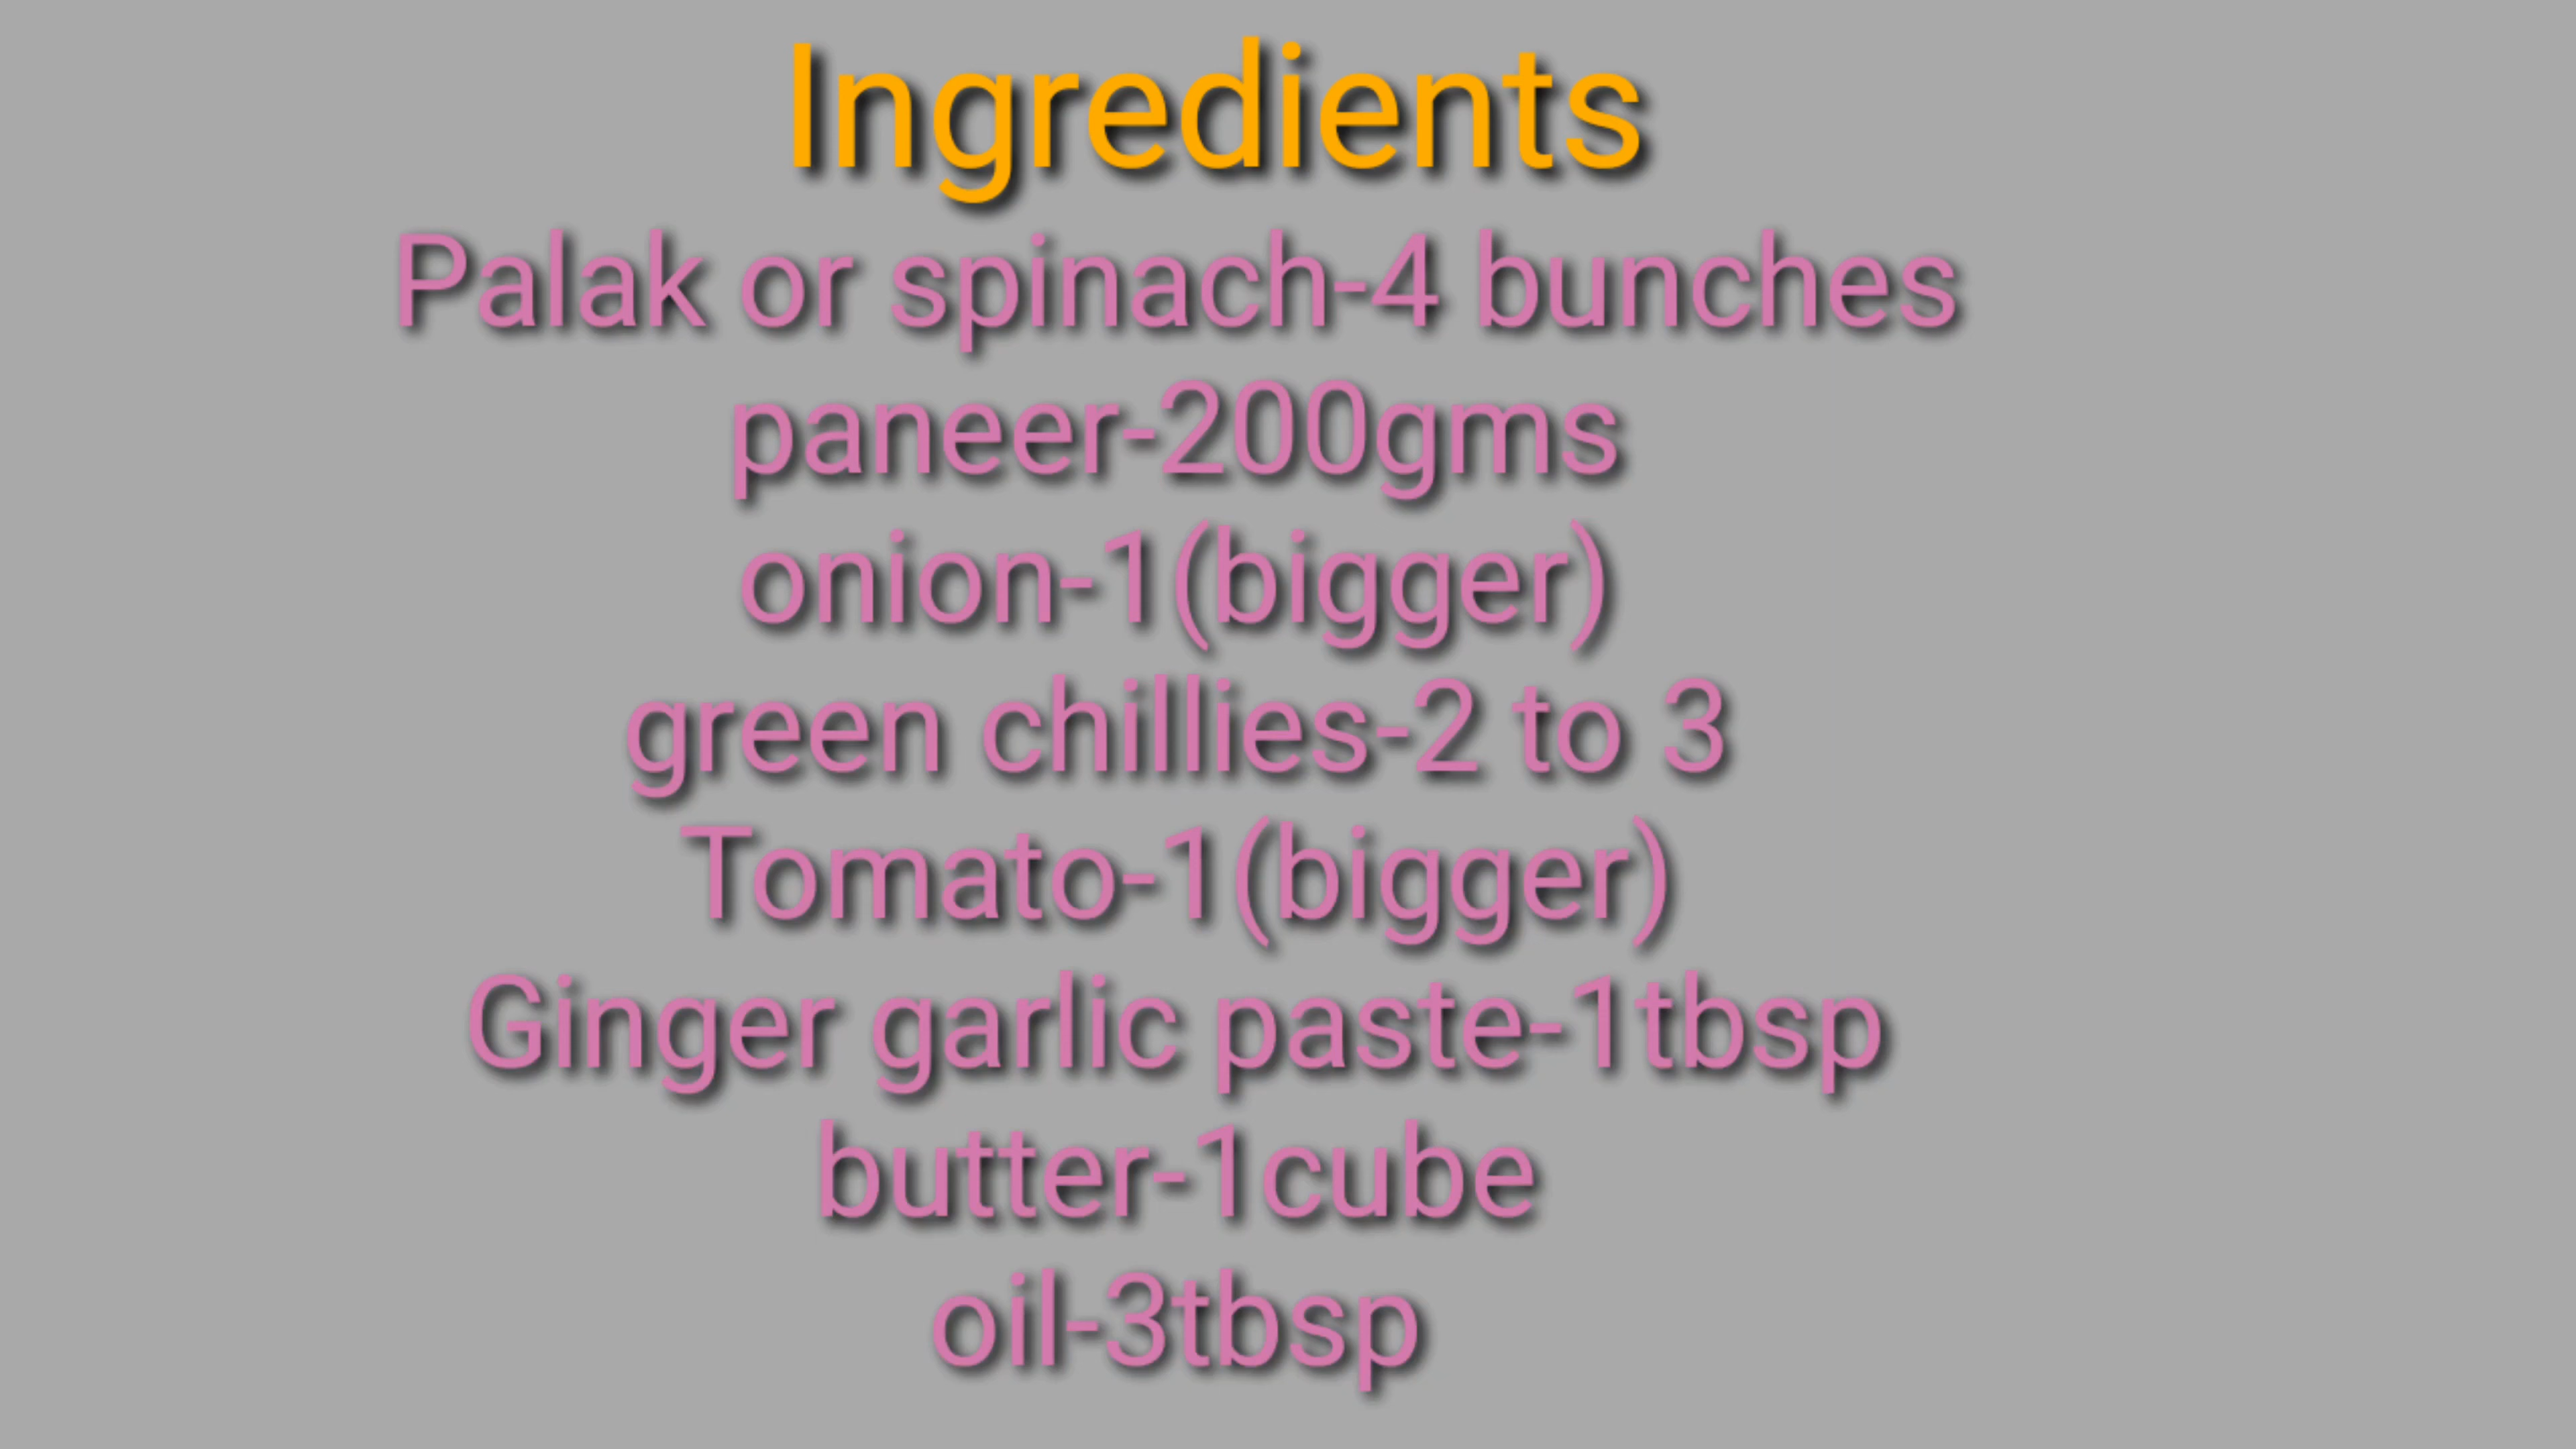 Ingredients
Palak or spinach-4 bunches
paneer-200gms
onion-1(bigger)
green chillies-2 to 3
Tomato-1(bigger)
Ginger garlic paste-1tbsp
butter-1cube
oil-3tbsp